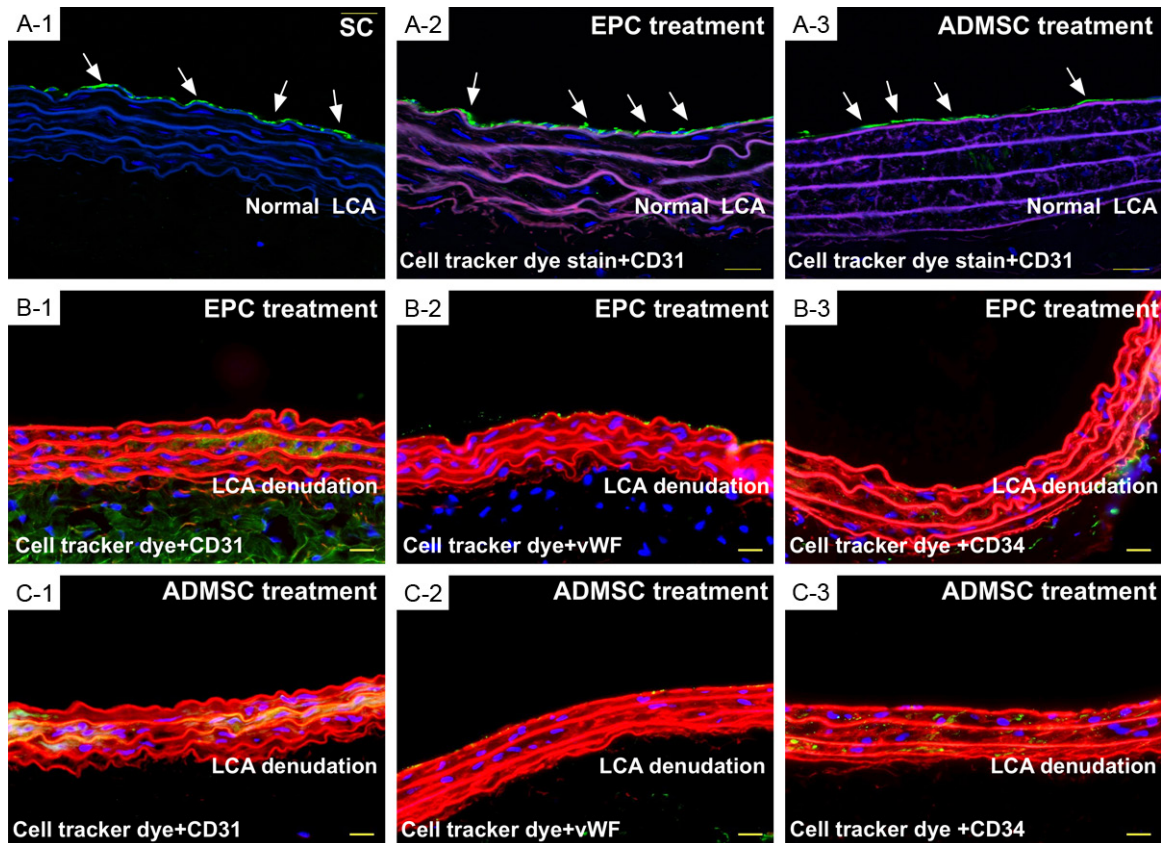 A-1
SC
Normal LCA
A-2
EPC treatment
Normal LCA
Cell tracker dye stain+CD31
A-3
ADMSC treatment
Normal LCA
Cell tracker dye stain+CD31
B-1
EPC treatment
LCA denudation
Cell tracker dye+CD31
B-2
EPC treatment
LCA denudation
Cell tracker dye+vWF
B-3
EPC treatment
LCA denudation
Cell tracker dye +CD34
C-1
ADMSC treatment
LCA denudation
Cell tracker dye+CD31
C-2
ADMSC treatment
LCA denudation
Cell tracker dye+vWF
C-3
ADMSC treatment
LCA denudation
Cell tracker dye +CD34